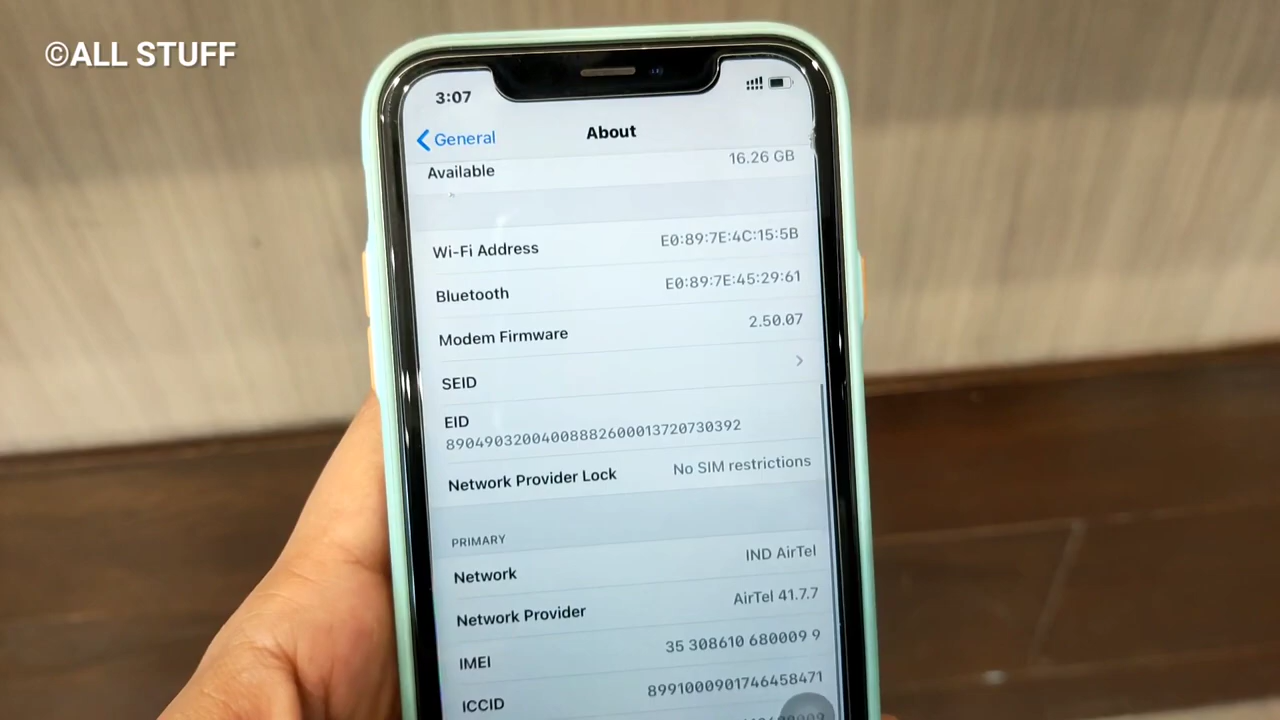 ©ALL STUFF
3:07
General
About
Available 16.26 GB
Wi-Fi Address E0:89:7E:4C:15:5B
Bluetooth E0:89:7E:45:29:61
Modem Firmware 2.50.07
SEID
EID
89049032004008882600013720730392
Network Provider Lock No SIM restrictions
PRIMARY
Network IND AirTel
Network Provider AirTel 41.7.7
IMEI 35 308610 680009 9
ICCID 8991000901746458471